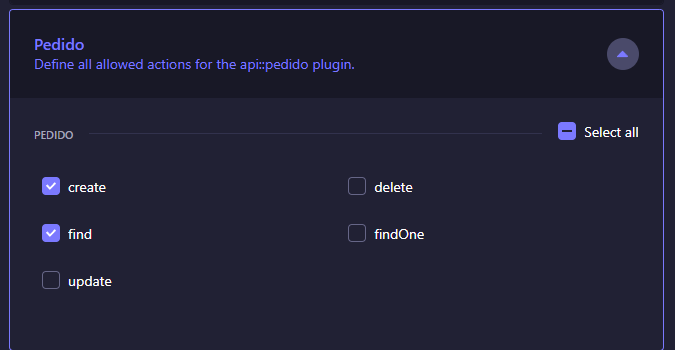 Pedido
Define all allowed actions for the api::pedido plugin.
PEDIDO
Select all
create
delete
find
findOne
update